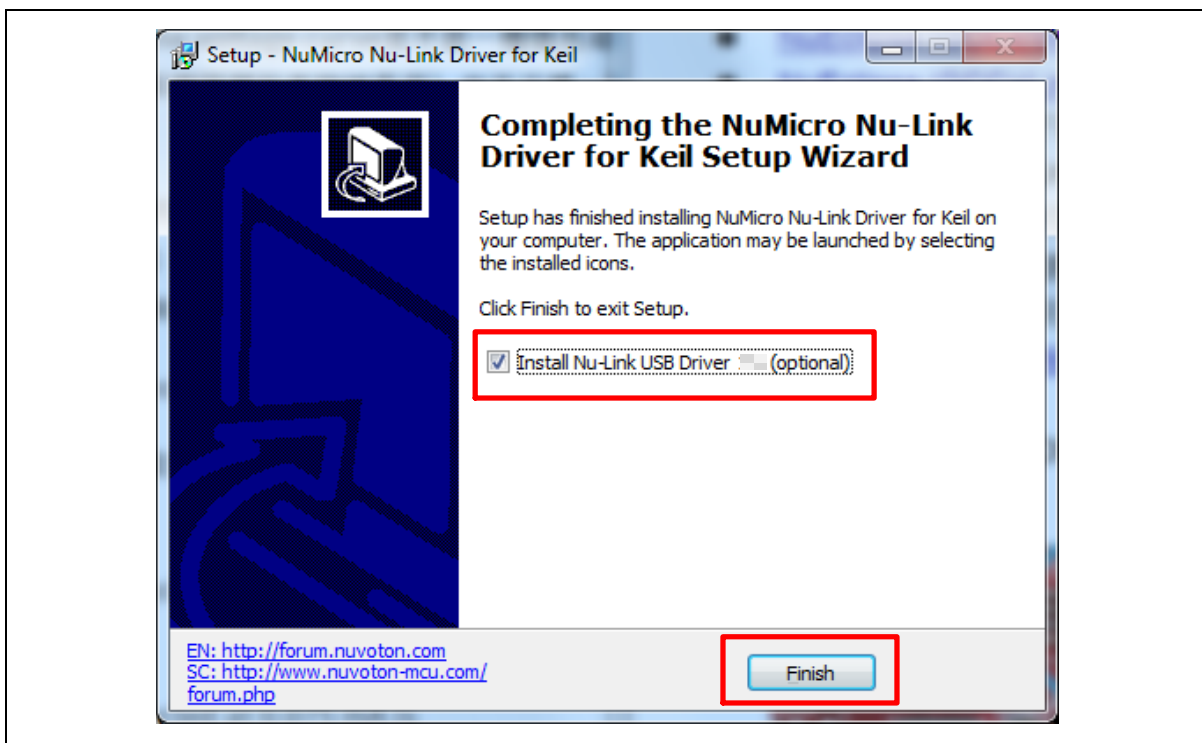 Setup - NuMicro Nu-Link Driver for Keil
Completing the NuMicro Nu-Link
Driver for Keil Setup Wizard
Setup has finished installing NuMicro Nu-Link Driver for Keil on
your computer. The application may be launched by selecting
the installed icons.
Click Finish to exit Setup.
Install Nu-Link USB Driver (optional)
EN: http://forum.nuvoton.com
SC: http://www.nuvoton-mcu.com/
forum.php
Finish